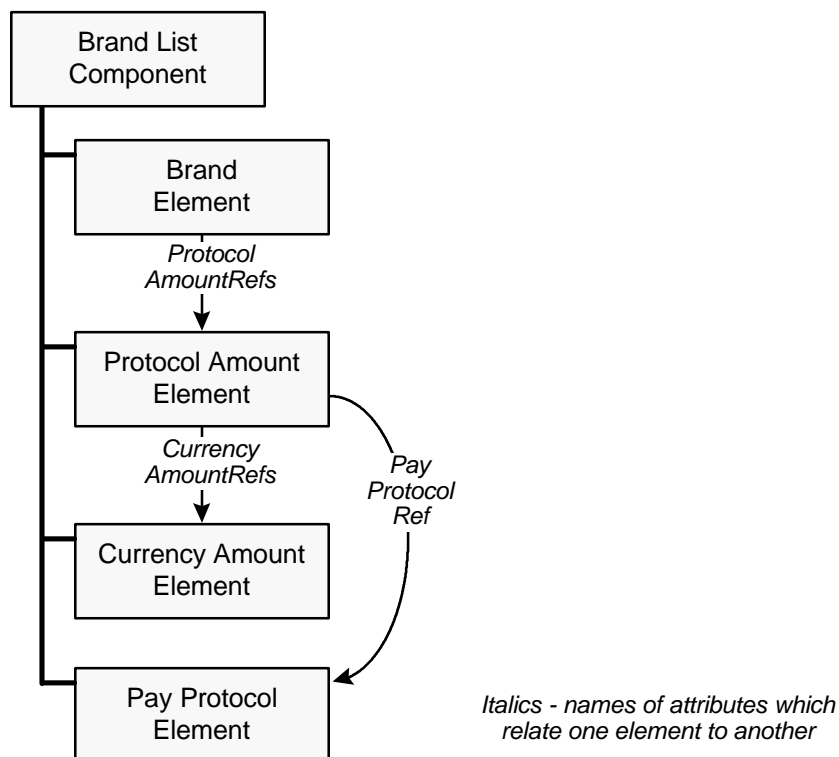 Brand List
Component
Brand
Element
Protocol
AmountRefs
Protocol Amount
Element
Currency
AmountRefs
Pay
Protocol
Ref
Currency Amount
Element
Pay Protocol
Element
Italics - names of attributes which
relate one element to another